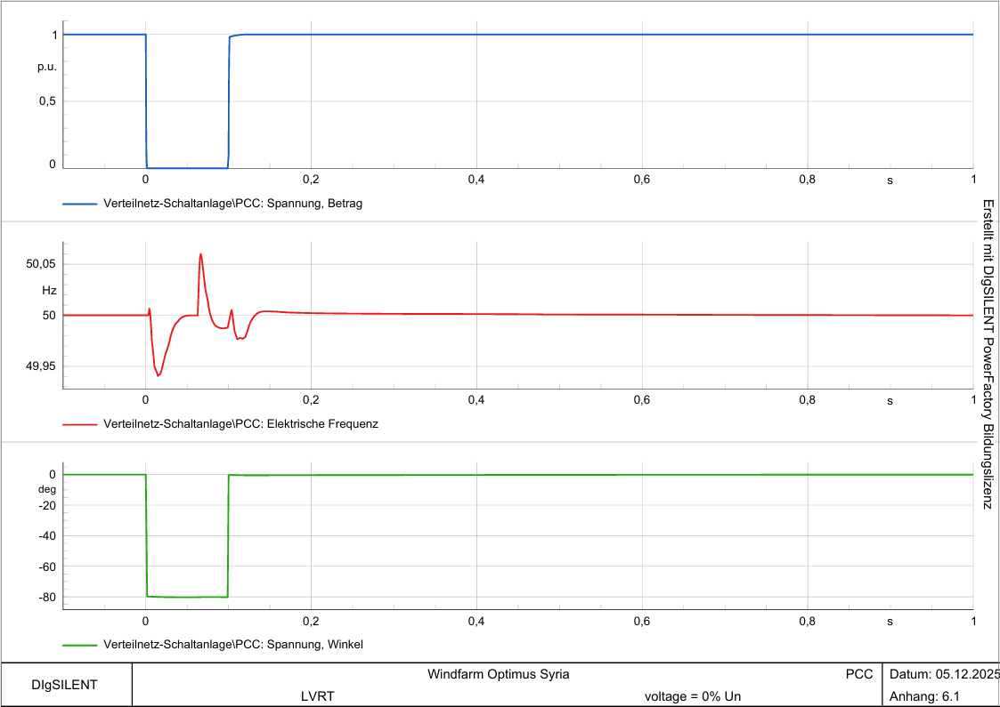 1
p.u.
0,5
0
0 0,2 0,4 0,6 0,8 s 1
Verteilnetz-Schaltanlage\PCC: Spannung, Betrag
50,05
Hz
50
49,95
0 0,2 0,4 0,6 0,8 s 1
Verteilnetz-Schaltanlage\PCC: Elektrische Frequenz
0
deg
-20
-40
-60
-80
0 0,2 0,4 0,6 0,8 s 1
Verteilnetz-Schaltanlage\PCC: Spannung, Winkel
Erstellt mit DIgSILENT PowerFactory Bildungslizenz
DIgSILENT
Windfarm Optimus Syria PCC
LVRT voltage = 0% Un
Datum: 05.12.2025
Anhang: 6.1